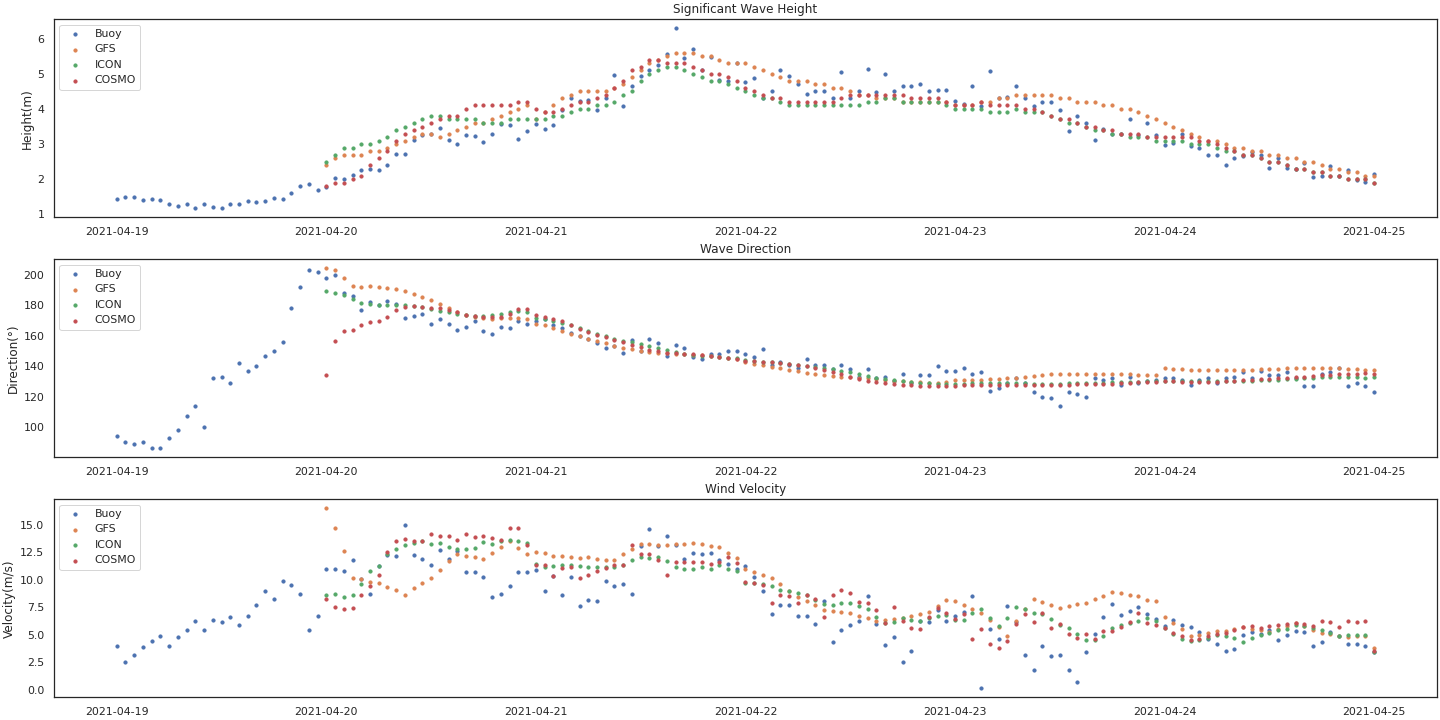 Significant Wave Height
Height(m)
6
5
4
3
2
1
Buoy
GFS
ICON
COSMO
2021-04-19 2021-04-20 2021-04-21 2021-04-22 2021-04-23 2021-04-24 2021-04-25
Wave Direction
Direction(°)
200
180
160
140
120
100
Buoy
GFS
ICON
COSMO
2021-04-19 2021-04-20 2021-04-21 2021-04-22 2021-04-23 2021-04-24 2021-04-25
Wind Velocity
Velocity(m/s)
15.0
12.5
10.0
7.5
5.0
2.5
0.0
Buoy
GFS
ICON
COSMO
2021-04-19 2021-04-20 2021-04-21 2021-04-22 2021-04-23 2021-04-24 2021-04-25